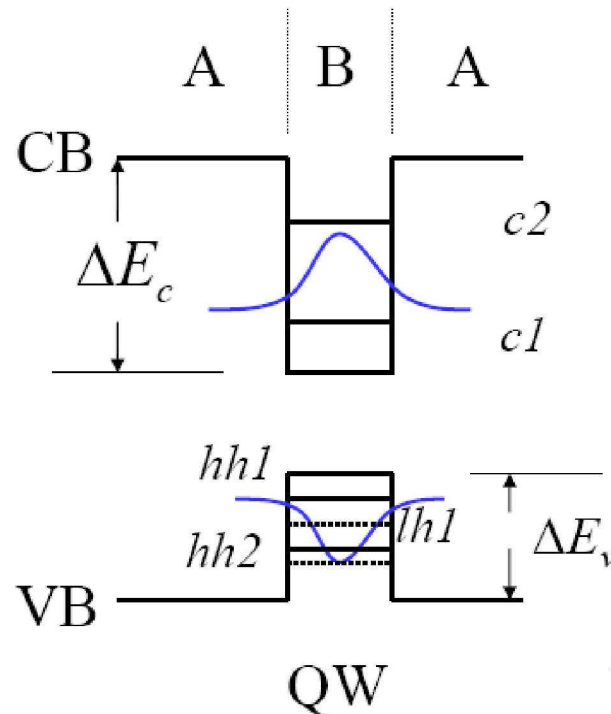 A B A
CB
c2
ΔE_c
c1
hh1
lh1
hh2
ΔE_v
VB
QW